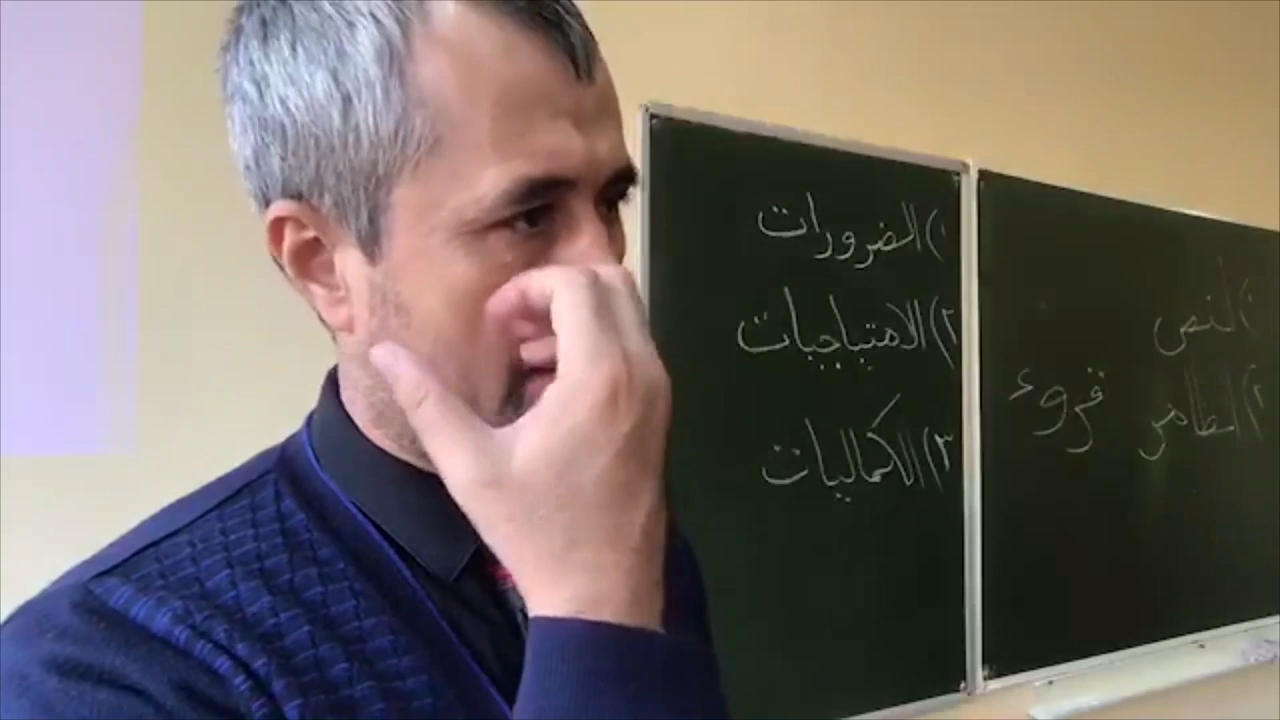 ١) النص
٢) الظاهر قروء
١) الضرورات
٢) الاحتياجيات
٣) الكماليات